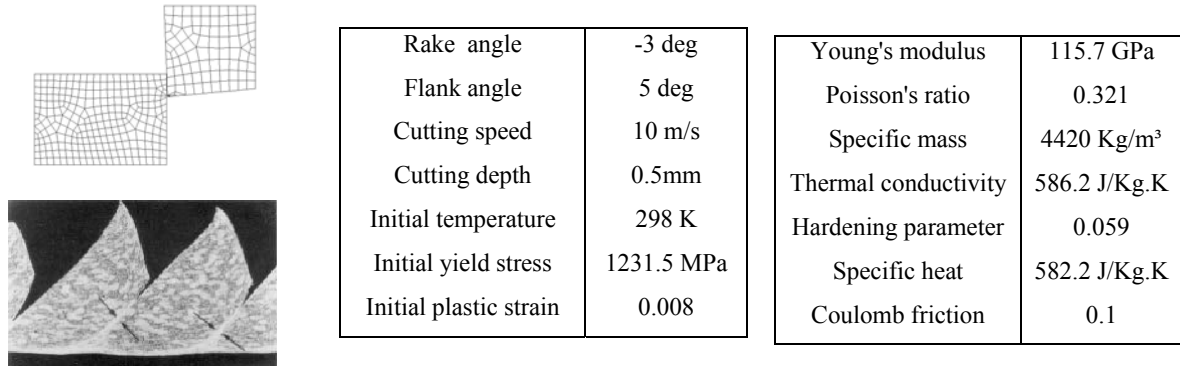 Rake angle -3 deg
Flank angle 5 deg
Cutting speed 10 m/s
Cutting depth 0.5mm
Initial temperature 298 K
Initial yield stress 1231.5 MPa
Initial plastic strain 0.008
Young's modulus 115.7 GPa
Poisson's ratio 0.321
Specific mass 4420 Kg/m³
Thermal conductivity 586.2 J/Kg.K
Hardening parameter 0.059
Specific heat 582.2 J/Kg.K
Coulomb friction 0.1